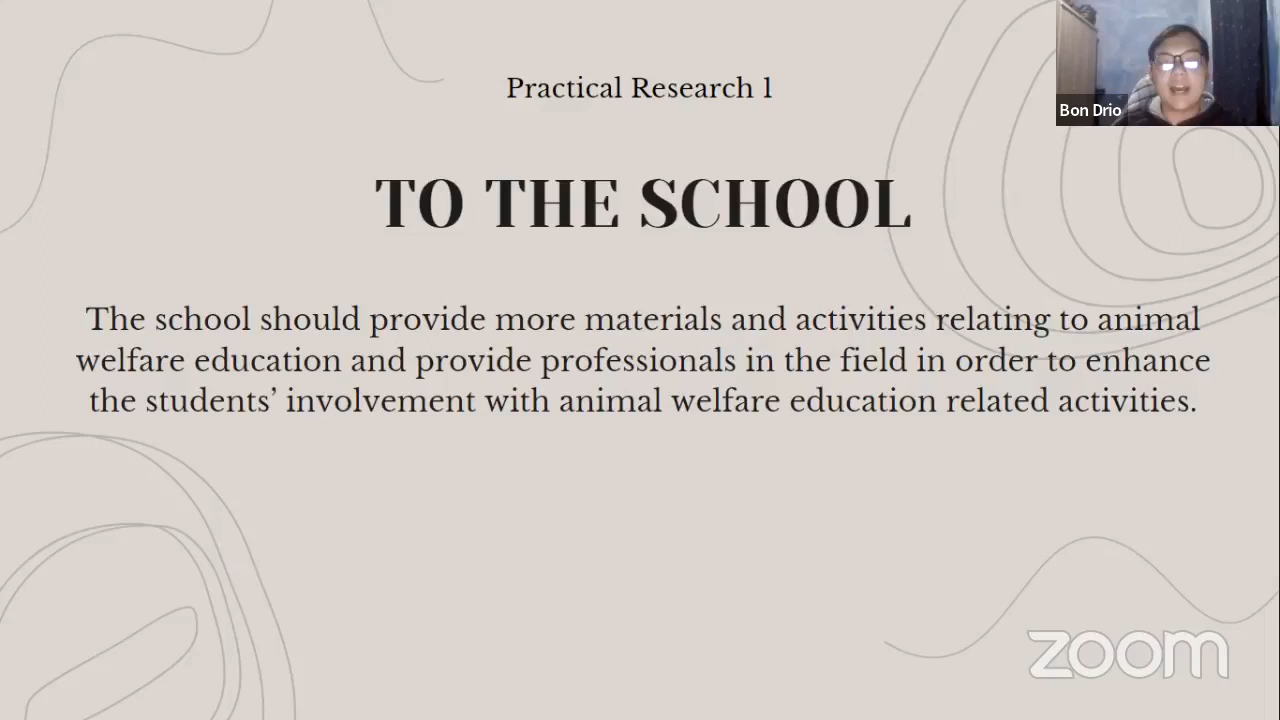 Practical Research 1
Bon Drio
TO THE SCHOOL
The school should provide more materials and activities relating to animal
welfare education and provide professionals in the field in order to enhance
the students’ involvement with animal welfare education related activities.
zoom